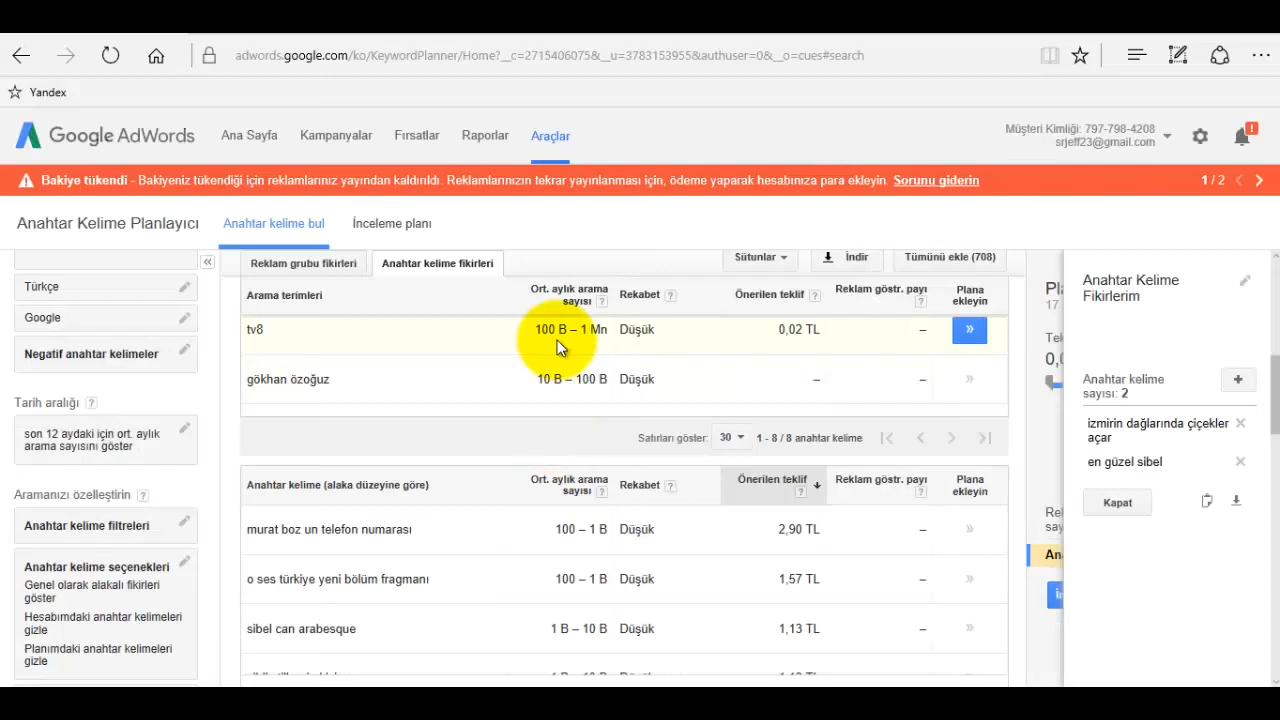 adwords.google.com/ko/KeywordPlanner/Home?__c=2715406075&__u=3783153955&authuser=0&__o=cues#search
Yandex
Google AdWords
Ana Sayfa
Kampanyalar
Fırsatlar
Raporlar
Araçlar
Müşteri Kimliği: 797-798-4208
srjeff23@gmail.com
Bakiye tükendi - Bakiyeniz tükendiği için reklamlarınız yayından kaldırıldı. Reklamlarınızın tekrar yayınlanması için, ödeme yaparak hesabınıza para ekleyin. Sorunu giderin
1 / 2
Anahtar Kelime Planlayıcı
Anahtar kelime bul
İnceleme planı
Türkçe
Google
Negatif anahtar kelimeler
Tarih aralığı ?
son 12 aydaki için ort. aylık
arama sayısını göster
Aramanızı özelleştirin ?
Anahtar kelime filtreleri
Anahtar kelime seçenekleri
Genel olarak alakalı fikirleri
göster
Hesabımdaki anahtar kelimeleri
gizle
Planımdaki anahtar kelimeleri
gizle
Reklam grubu fikirleri
Anahtar kelime fikirleri
Sütunlar
İndir
Tümünü ekle (708)
Arama terimleri
Ort. aylık arama
sayısı ?
Rekabet ?
Önerilen teklif ?
Reklam göstr. payı
?
Plana
ekleyin
tv8
100 B – 1 Mn
Düşük
0,02 TL
–
»
gökhan özoğuz
10 B – 100 B
Düşük
–
–
»
Satırları göster:
30
1 - 8 / 8 anahtar kelime
Anahtar kelime (alaka düzeyine göre)
Ort. aylık arama
sayısı ?
Rekabet ?
Önerilen teklif
?
Reklam göstr. payı
?
Plana
ekleyin
murat boz un telefon numarası
100 – 1 B
Düşük
2,90 TL
–
»
o ses türkiye yeni bölüm fragmanı
100 – 1 B
Düşük
1,57 TL
–
»
sibel can arabesque
1 B – 10 B
Düşük
1,13 TL
–
»
Anahtar Kelime
Fikirlerim
Anahtar kelime
sayısı: 2
izmirin dağlarında çiçekler
açar
en güzel sibel
Kapat